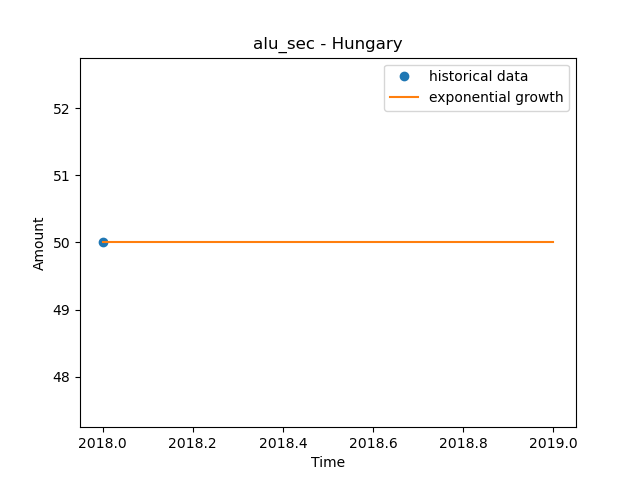 alu_sec - Hungary
historical data
exponential growth
52
51
50
49
48
Amount
2018.0 2018.2 2018.4 2018.6 2018.8 2019.0
Time